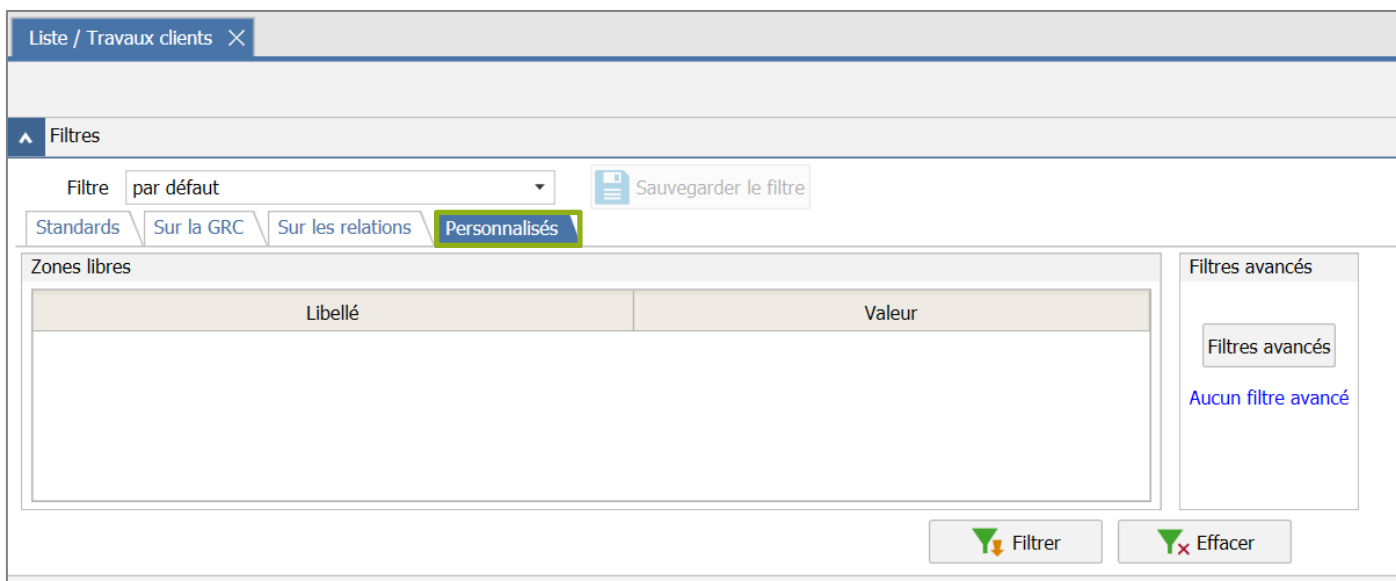 Liste / Travaux clients
Filtres
Filtre par défaut Sauvegarder le filtre
Standards Sur la GRC Sur les relations Personnalisés
Zones libres Filtres avancés
Libellé Valeur
Filtres avancés
Aucun filtre avancé
Filtrer Effacer